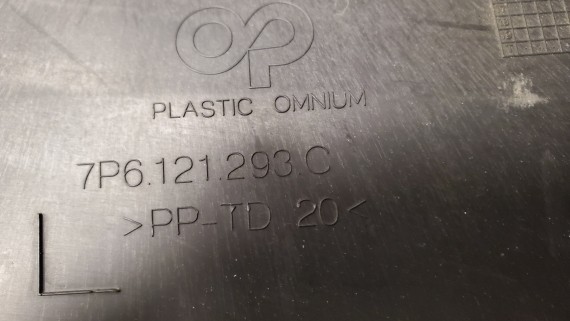 OP
PLASTIC OMNIUM
7P6.121.293.C
>PP-TD 20<
L